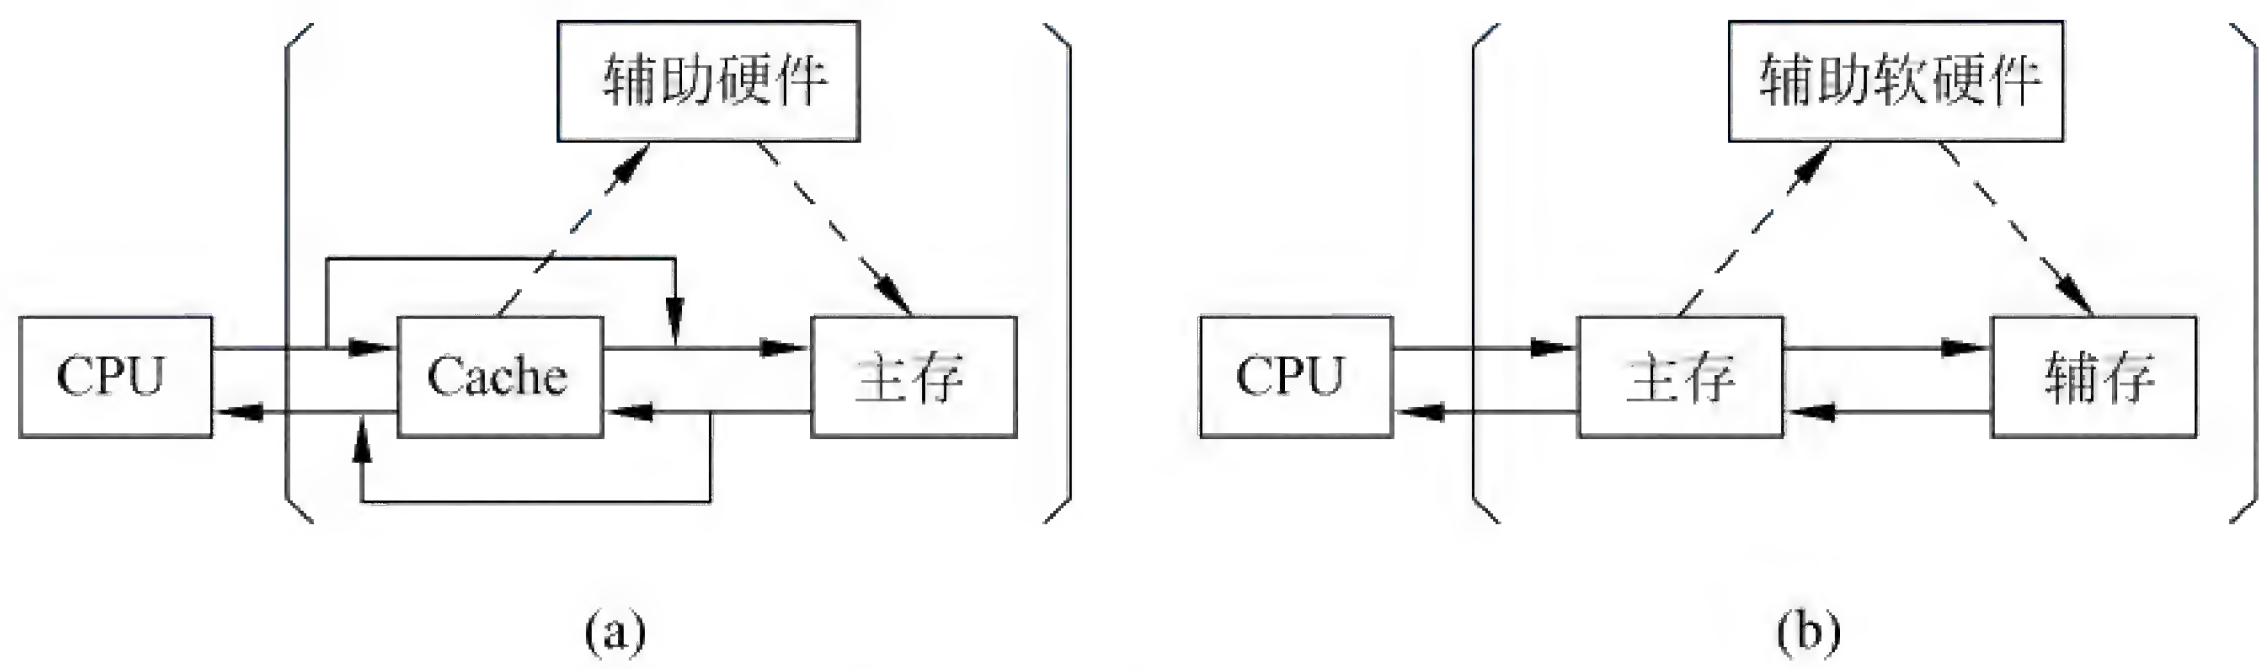 辅助硬件
CPU
Cache
主存
(a)
辅助软硬件
CPU
主存
辅存
(b)